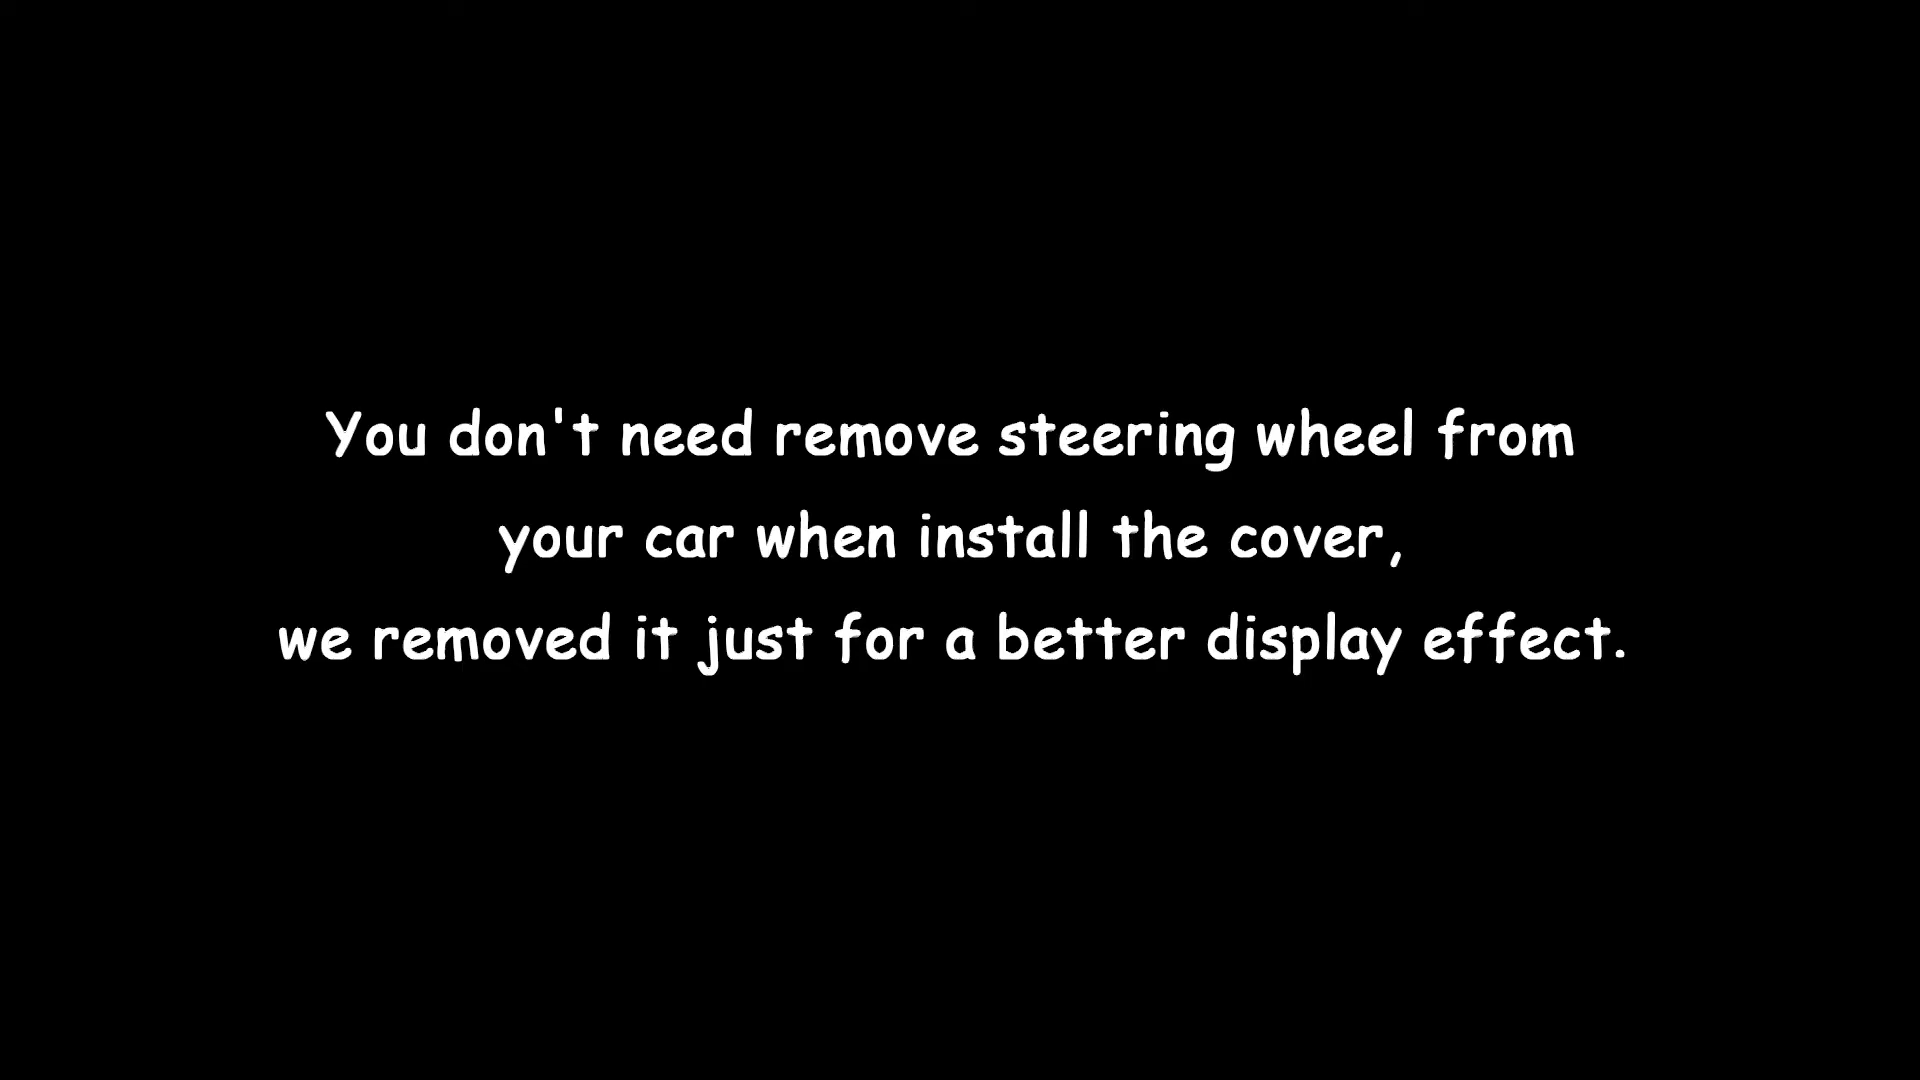 You don't need remove steering wheel from
your car when install the cover,
we removed it just for a better display effect.